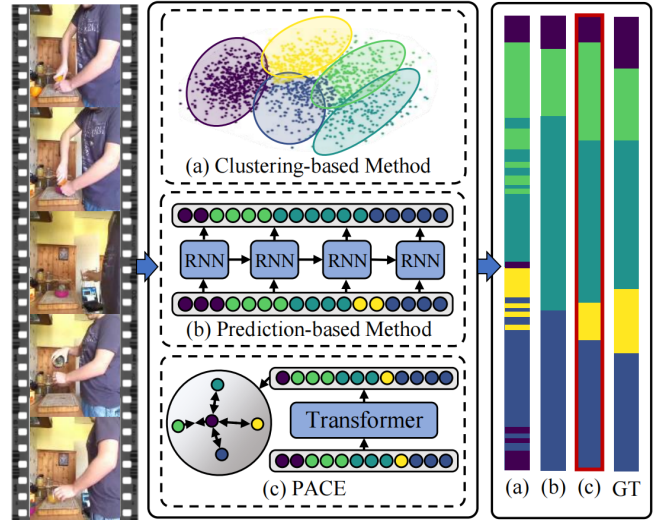 (a) Clustering-based Method
RNN RNN RNN RNN
(b) Prediction-based Method
Transformer
(c) PACE
(a) (b) (c) GT